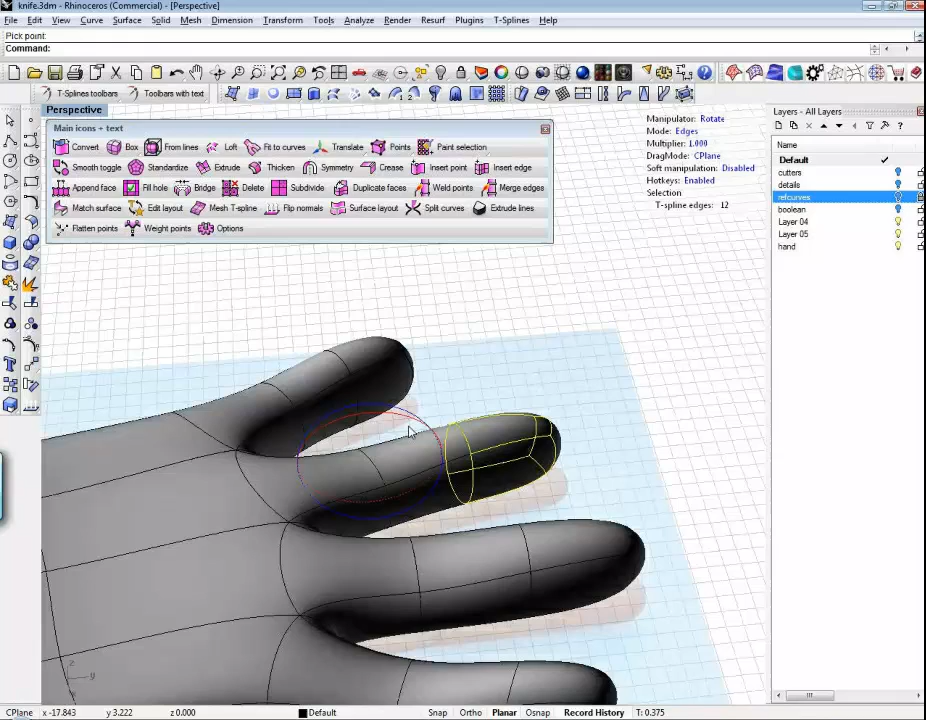 knife.3dm - Rhinoceros (Commercial) - [Perspective]
File Edit View Curve Surface Solid Mesh Dimension Transform Tools Analyze Render Resurf Plugins T-Splines Help
Pick point:
Command:
T-Splines toolbars Toolbars with text
Perspective
Main icons + text
Convert Box From lines Loft Fit to curves Translate Points Paint selection
Smooth toggle Standardize Extrude Thicken Symmetry Crease Insert point Insert edge
Append face Fill hole Bridge Delete Subdivide Duplicate faces Weld points Merge edges
Match surface Edit layout Mesh T-spline Flip normals Surface layout Split curves Extrude lines
Flatten points Weight points Options
Manipulator: Rotate
Mode: Edges
Multiplier: 1.000
DragMode: CPlane
Soft manipulation: Disabled
Hotkeys: Enabled
Selection
T-spline edges: 12
Layers - All Layers
Name
Default
cutters
details
refcurves
boolean
Layer 04
Layer 05
hand
z
y
x
CPlane x -17.843 y 3.222 z 0.000 Default Snap Ortho Planar Osnap Record History T: 0.375